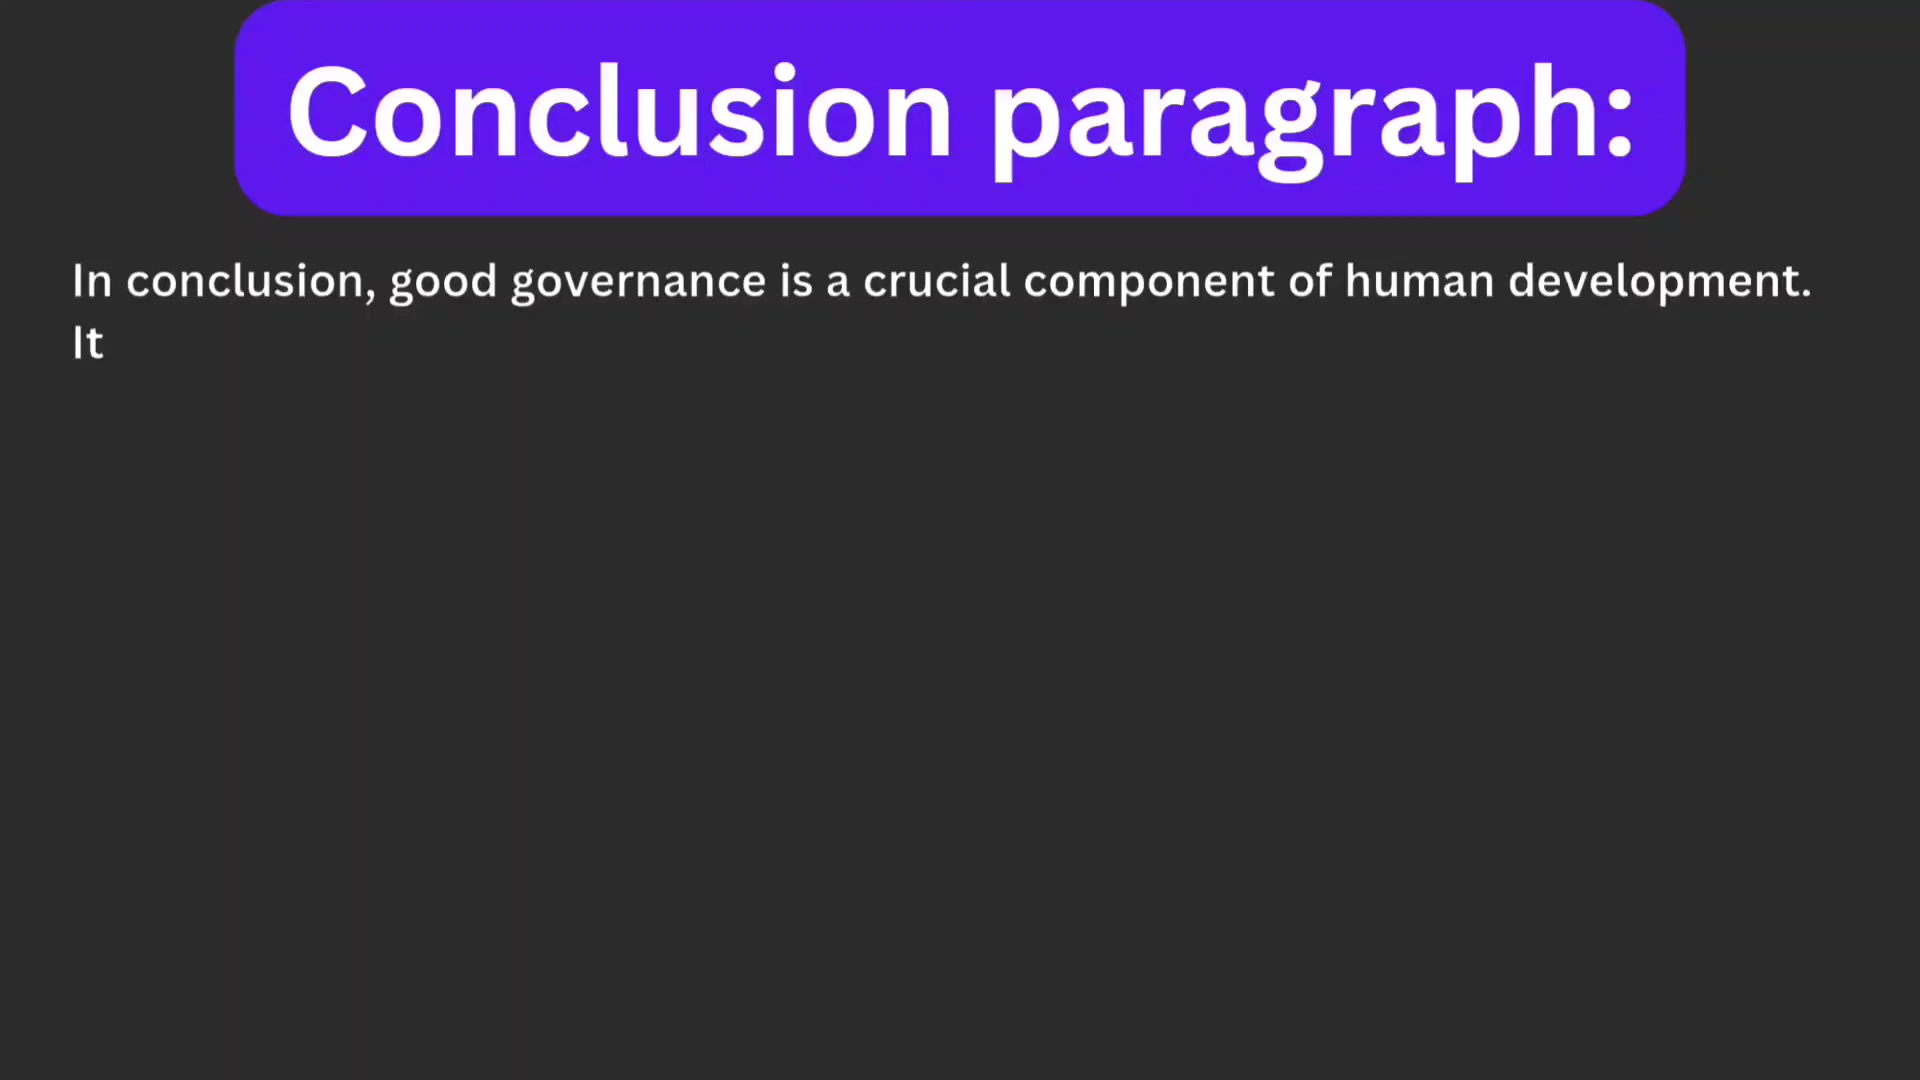 Conclusion paragraph:
In conclusion, good governance is a crucial component of human development.
It